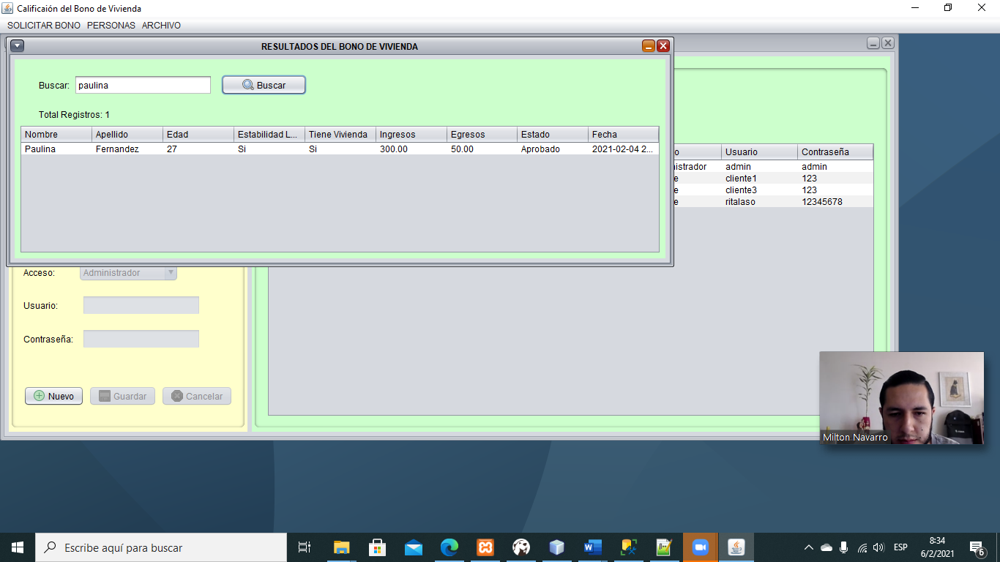 Calificaión del Bono de Vivienda
SOLICITAR BONO PERSONAS ARCHIVO
RESULTADOS DEL BONO DE VIVIENDA
Buscar: paulina Buscar
Total Registros: 1
Nombre Apellido Edad Estabilidad L... Tiene Vivienda Ingresos Egresos Estado Fecha
Paulina Fernandez 27 Si Si 300.00 50.00 Aprobado 2021-02-04 2...
o Usuario Contraseña
istrador admin admin
e cliente1 123
e cliente3 123
e ritalaso 12345678
Acceso: Administrador
Usuario:
Contraseña:
Nuevo Guardar Cancelar
Milton Navarro
Escribe aquí para buscar
ESP
8:34
6/2/2021
6